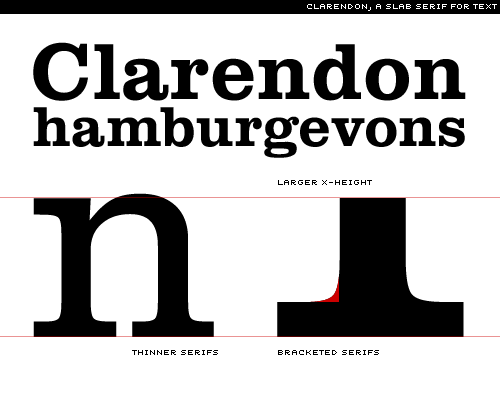 CLARENDON, A SLAB SERIF FOR TEXT
Clarendon
hamburgevons
LARGER X-HEIGHT
n
THINNER SERIFS
BRACKETED SERIFS